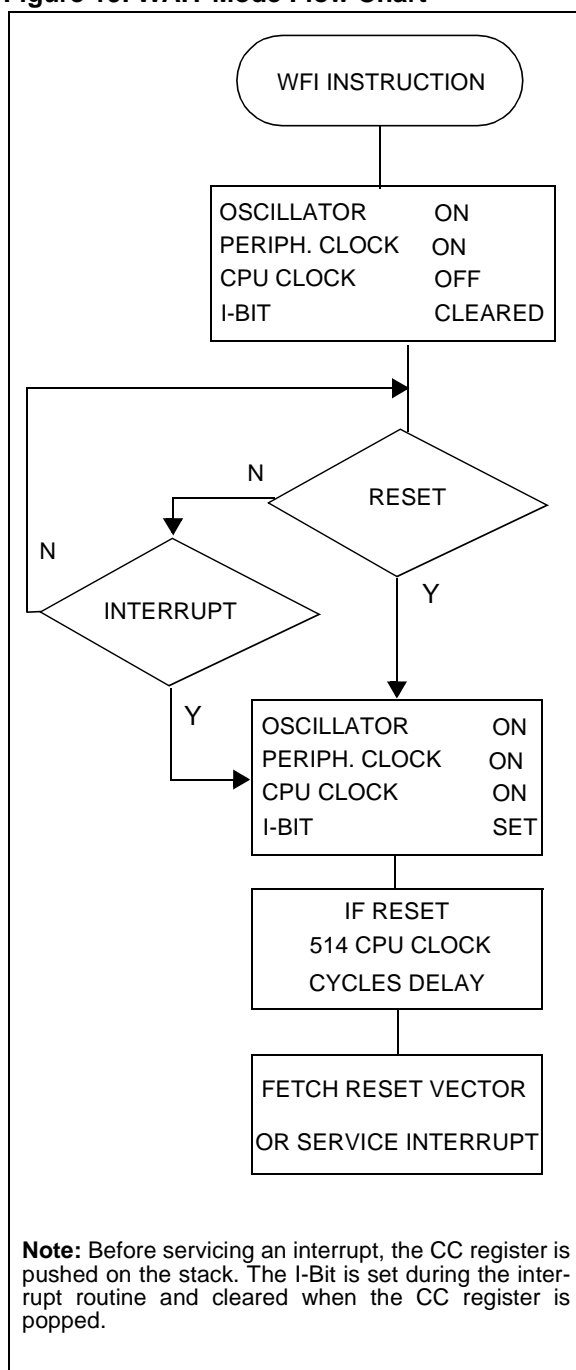 WFI INSTRUCTION
OSCILLATOR ON
PERIPH. CLOCK ON
CPU CLOCK OFF
I-BIT CLEARED
N
RESET
N
Y
INTERRUPT
Y
OSCILLATOR ON
PERIPH. CLOCK ON
CPU CLOCK ON
I-BIT SET
IF RESET
514 CPU CLOCK
CYCLES DELAY
FETCH RESET VECTOR
OR SERVICE INTERRUPT
Note: Before servicing an interrupt, the CC register is
pushed on the stack. The I-Bit is set during the inter-
rupt routine and cleared when the CC register is
popped.